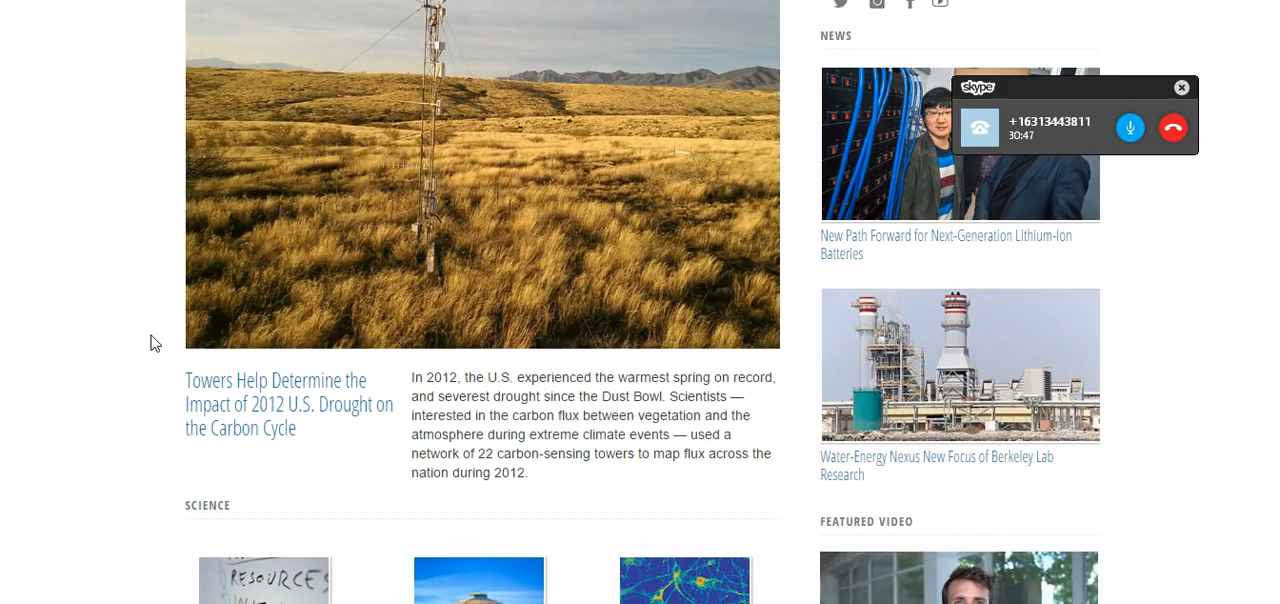 NEWS
skype
+16313443811
30:47
New Path Forward for Next-Generation Lithium-Ion
Batteries
Towers Help Determine the
Impact of 2012 U.S. Drought on
the Carbon Cycle
In 2012, the U.S. experienced the warmest spring on record,
and severest drought since the Dust Bowl. Scientists —
interested in the carbon flux between vegetation and the
atmosphere during extreme climate events — used a
network of 22 carbon-sensing towers to map flux across the
nation during 2012.
Water-Energy Nexus New Focus of Berkeley Lab
Research
SCIENCE
FEATURED VIDEO
RESOURCES